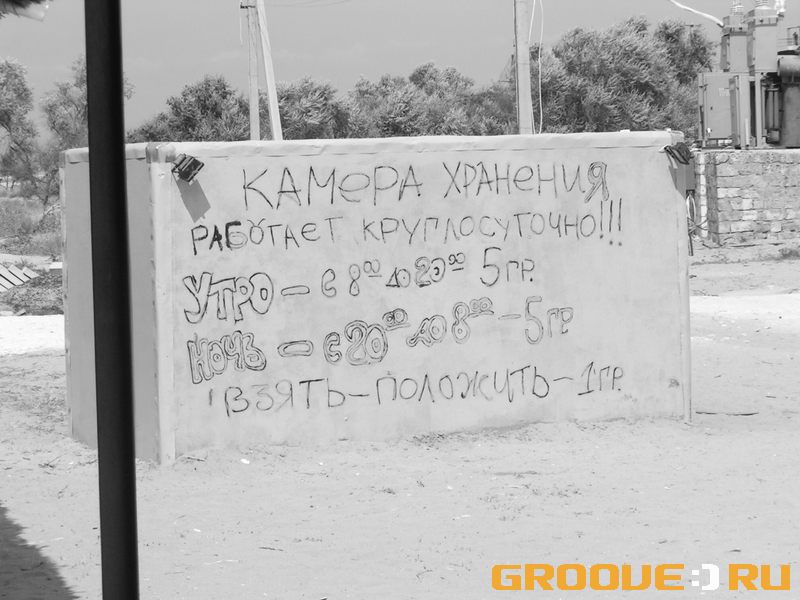 КАМЕРА ХРАНЕНИЯ
РАБОТАЕТ КРУГЛОСУТОЧНО!!!
УТРО – с 8⁰⁰ до 20⁰⁰ 5 ГР.
НОЧЬ – с 20⁰⁰ до 8⁰⁰ – 5 ГР.
ВЗЯТЬ – ПОЛОЖИТЬ – 1 ГР.
GROOVE:)RU